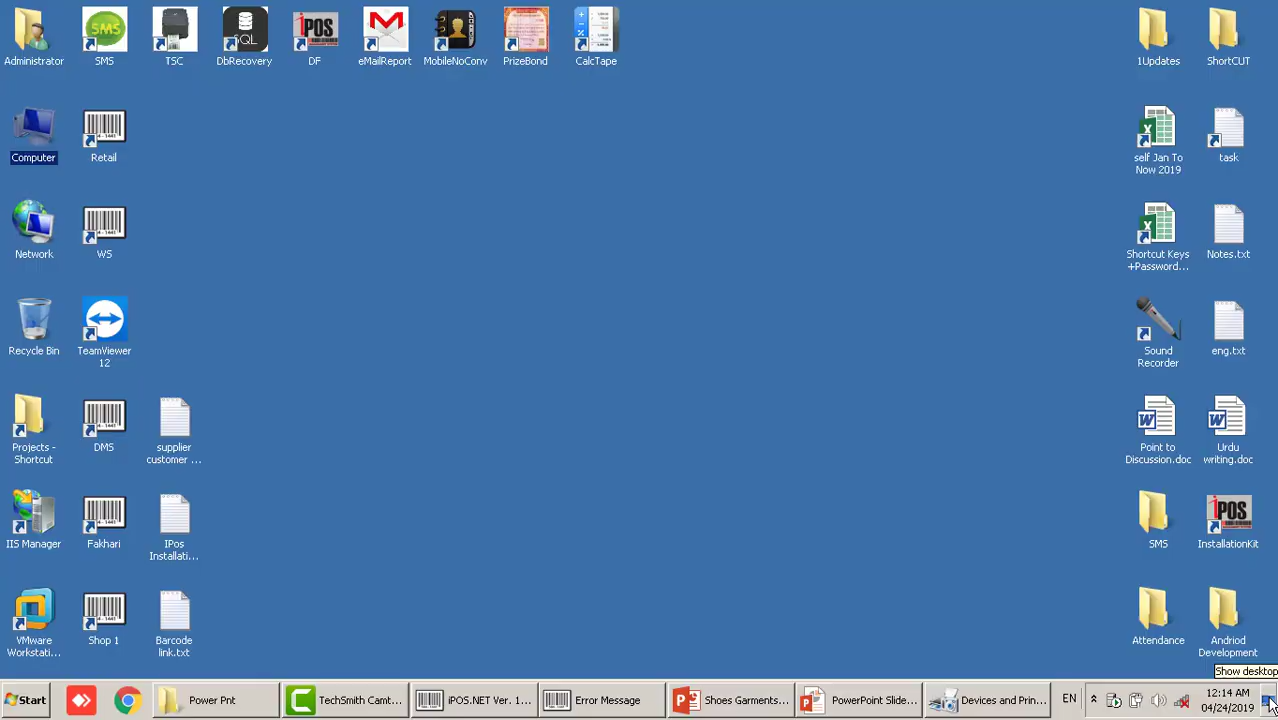 Administrator
SMS
TSC
SQL
DbRecovery
iPOS
DF
eMailReport
MobileNoConv
PrizeBond
CalcTape
1Updates
ShortCUT
Computer
Retail
self Jan To
Now 2019
task
Network
WS
Shortcut Keys
+Password...
Notes.txt
Recycle Bin
TeamViewer
12
Sound
Recorder
eng.txt
Projects -
Shortcut
DMS
supplier
customer ...
Point to
Discussion.doc
Urdu
writing.doc
IIS Manager
Fakhari
IPos
Installati...
SMS
iPOS
InstallationKit
VMware
Workstati...
Shop 1
Barcode
link.txt
Attendance
Andriod
Development
Show desktop
Start
Power Pnt
TechSmith Camt...
iPOS.NET Ver. 1...
Error Message
Shoes Garments...
PowerPoint Slide...
Devices and Prin...
EN
12:14 AM
04/24/2019